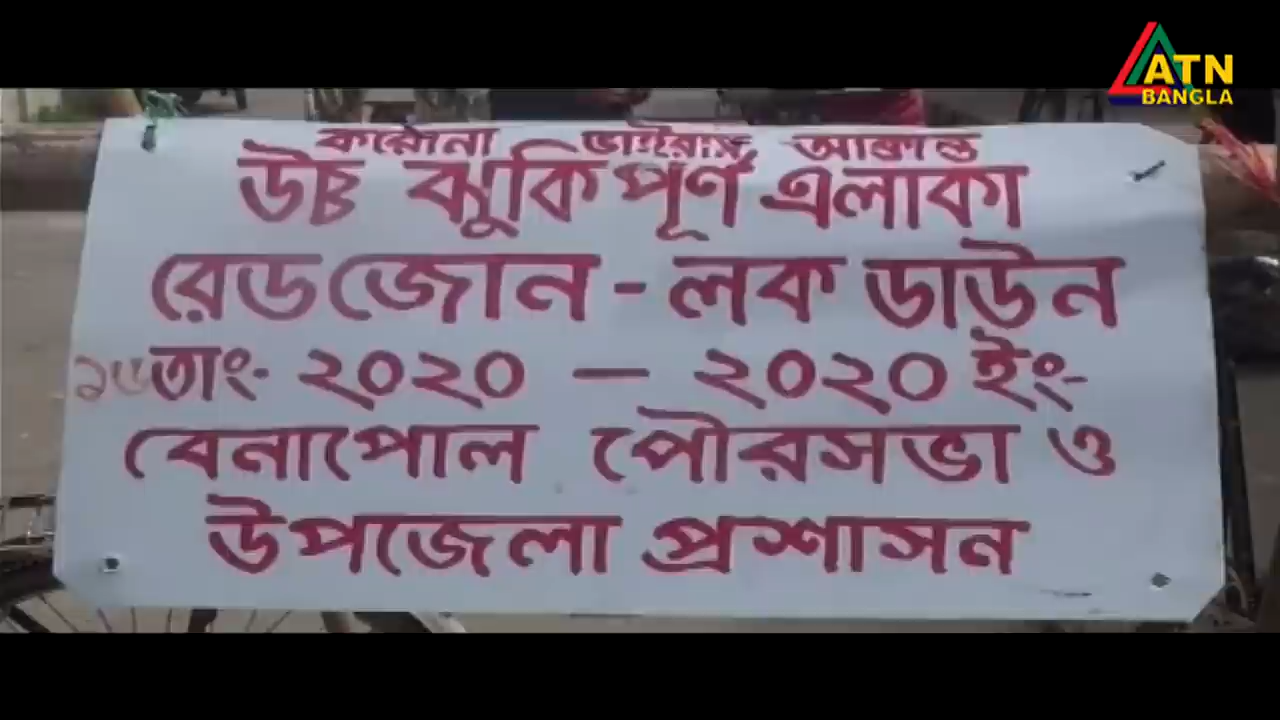 ATN
BANGLA
করোনা ভাইরাস আক্রান্ত
উচ্চ ঝুকিপূর্ণ এলাকা
রেডজোন - লক ডাউন
তাং- ২০২০ — ২০২০ ইং-
বেনাপোল পৌরসভা ও
উপজেলা প্রশাসন